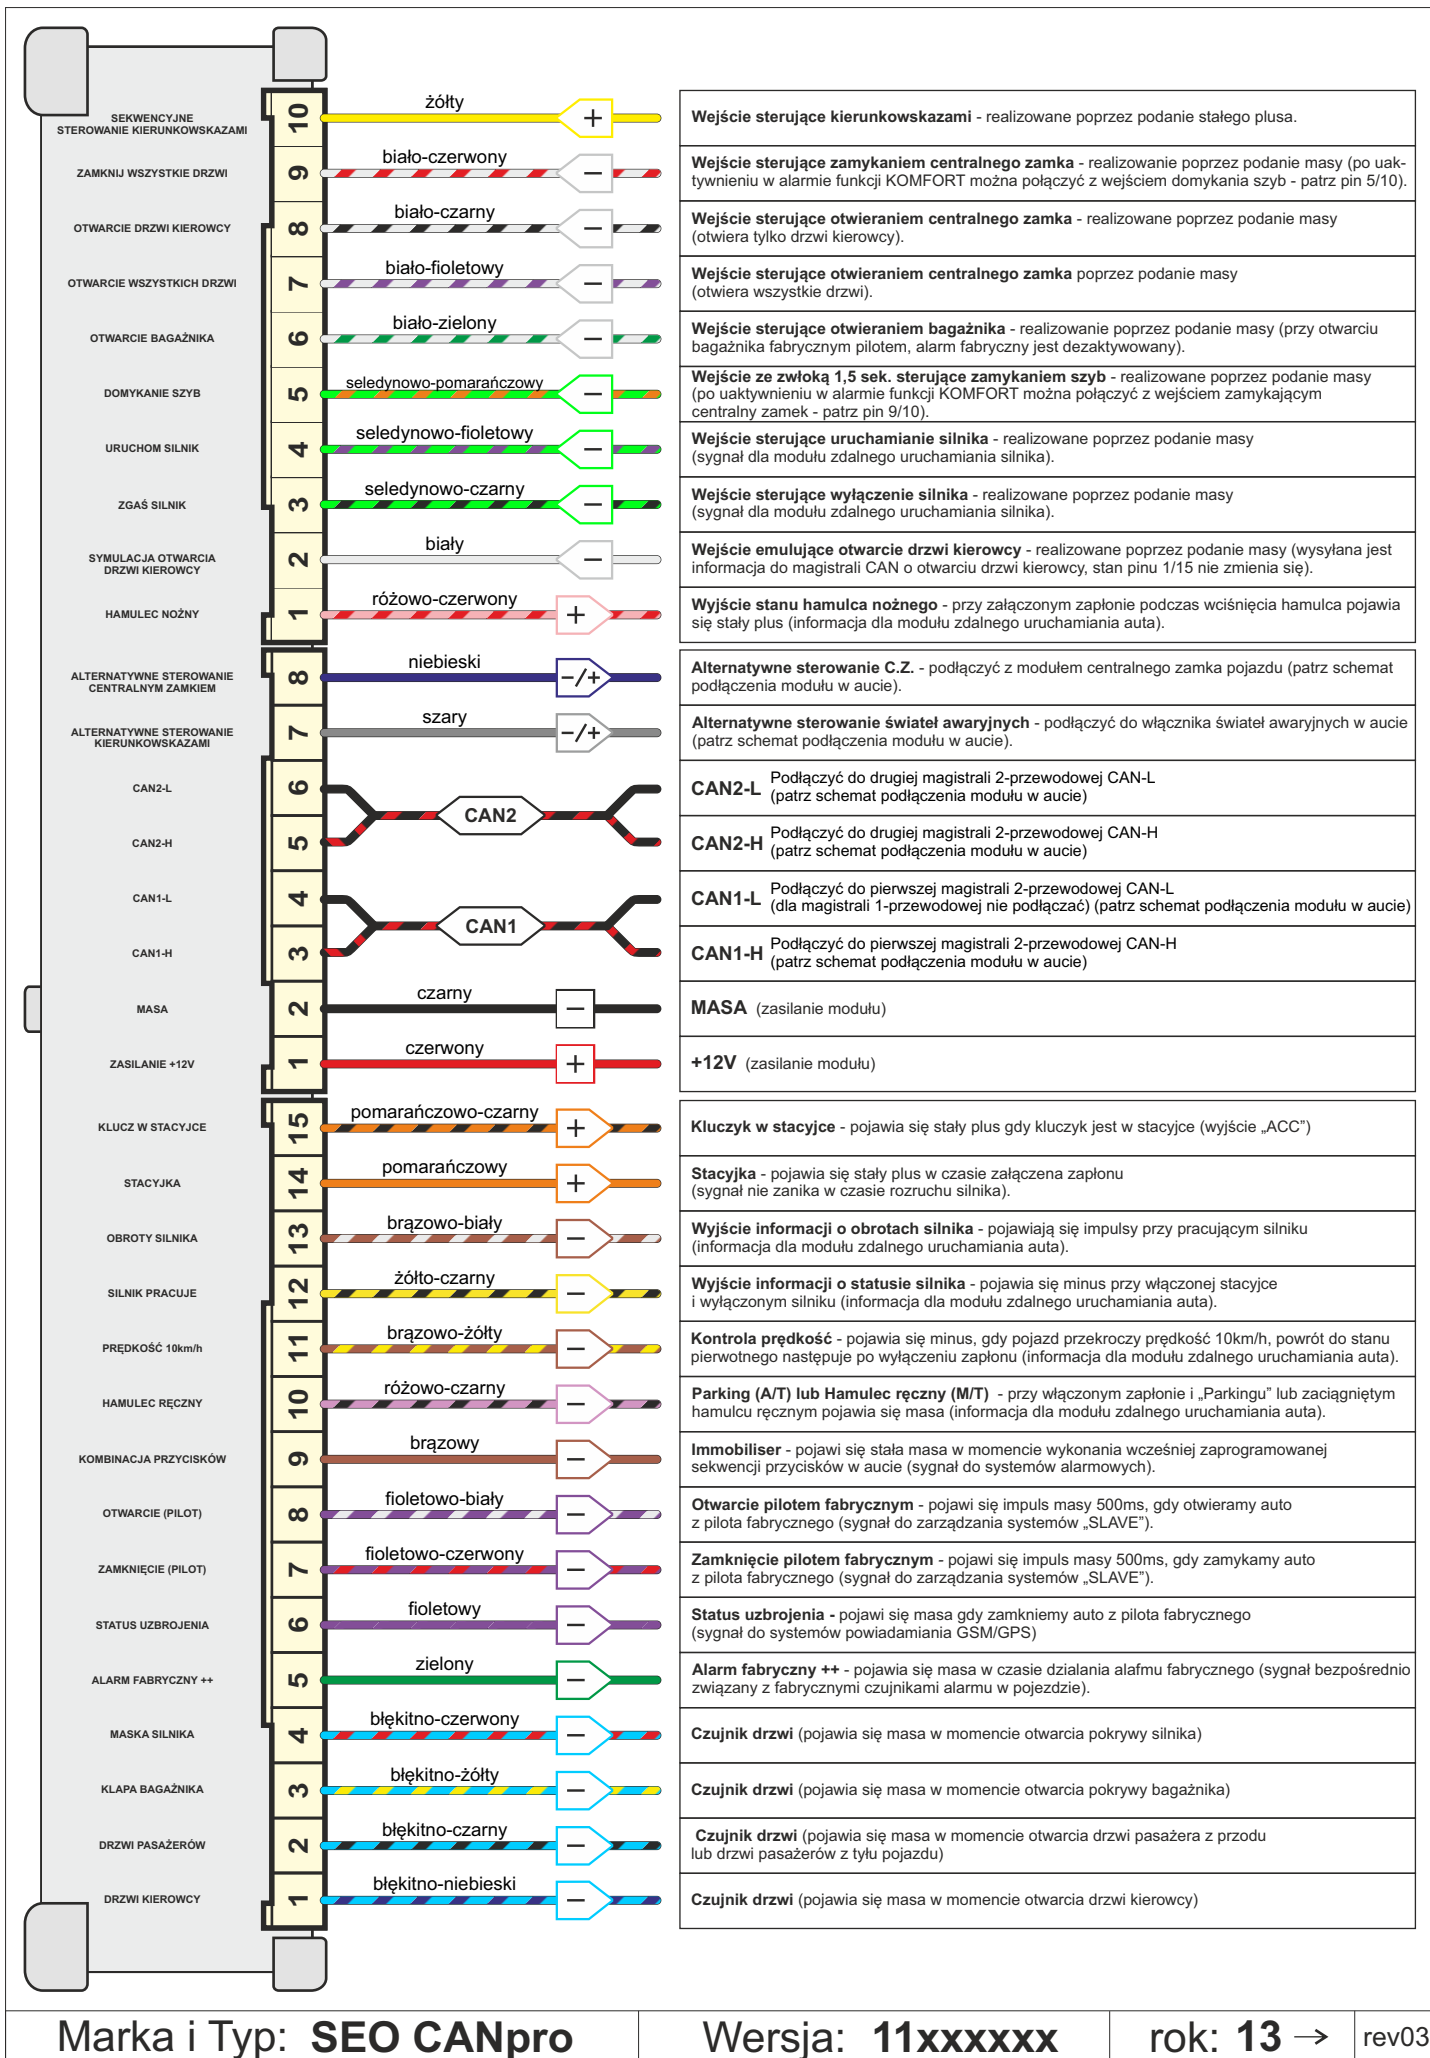 SEKWENCYJNE
STEROWANIE KIERUNKOWSKAZAMI
10
żółty
+
Wejście sterujące kierunkowskazami - realizowane poprzez podanie stałego plusa.
ZAMKNIJ WSZYSTKIE DRZWI
9
biało-czerwony
−
Wejście sterujące zamykaniem centralnego zamka - realizowanie poprzez podanie masy (po uak-
tywnieniu w alarmie funkcji KOMFORT można połączyć z wejściem domykania szyb - patrz pin 5/10).
OTWARCIE DRZWI KIEROWCY
8
biało-czarny
−
Wejście sterujące otwieraniem centralnego zamka - realizowane poprzez podanie masy
(otwiera tylko drzwi kierowcy).
OTWARCIE WSZYSTKICH DRZWI
7
biało-fioletowy
−
Wejście sterujące otwieraniem centralnego zamka poprzez podanie masy
(otwiera wszystkie drzwi).
OTWARCIE BAGAŻNIKA
6
biało-zielony
−
Wejście sterujące otwieraniem bagażnika - realizowanie poprzez podanie masy (przy otwarciu
bagażnika fabrycznym pilotem, alarm fabryczny jest dezaktywowany).
DOMYKANIE SZYB
5
seledynowo-pomarańczowy
−
Wejście ze zwłoką 1,5 sek. sterujące zamykaniem szyb - realizowane poprzez podanie masy
(po uaktywnieniu w alarmie funkcji KOMFORT można połączyć z wejściem zamykającym
centralny zamek - patrz pin 9/10).
URUCHOM SILNIK
4
seledynowo-fioletowy
−
Wejście sterujące uruchamianie silnika - realizowane poprzez podanie masy
(sygnał dla modułu zdalnego uruchamiania silnika).
ZGAŚ SILNIK
3
seledynowo-czarny
−
Wejście sterujące wyłączenie silnika - realizowane poprzez podanie masy
(sygnał dla modułu zdalnego uruchamiania silnika).
SYMULACJA OTWARCIA
DRZWI KIEROWCY
2
biały
−
Wejście emulujące otwarcie drzwi kierowcy - realizowane poprzez podanie masy (wysyłana jest
informacja do magistrali CAN o otwarciu drzwi kierowcy, stan pinu 1/15 nie zmienia się).
HAMULEC NOŻNY
1
różowo-czerwony
+
Wyjście stanu hamulca nożnego - przy załączonym zapłonie podczas wciśnięcia hamulca pojawia
się stały plus (informacja dla modułu zdalnego uruchamiania auta).
ALTERNATYWNE STEROWANIE
CENTRALNYM ZAMKIEM
8
niebieski
−/+
Alternatywne sterowanie C.Z. - podłączyć z modułem centralnego zamka pojazdu (patrz schemat
podłączenia modułu w aucie).
ALTERNATYWNE STEROWANIE
KIERUNKOWSKAZAMI
7
szary
−/+
Alternatywne sterowanie świateł awaryjnych - podłączyć do włącznika świateł awaryjnych w aucie
(patrz schemat podłączenia modułu w aucie).
CAN2-L
6
CAN2
CAN2-L Podłączyć do drugiej magistrali 2-przewodowej CAN-L
(patrz schemat podłączenia modułu w aucie)
CAN2-H
5
CAN2-H Podłączyć do drugiej magistrali 2-przewodowej CAN-H
(patrz schemat podłączenia modułu w aucie)
CAN1-L
4
CAN1
CAN1-L Podłączyć do pierwszej magistrali 2-przewodowej CAN-L
(dla magistrali 1-przewodowej nie podłączać) (patrz schemat podłączenia modułu w aucie)
CAN1-H
3
CAN1-H Podłączyć do pierwszej magistrali 2-przewodowej CAN-H
(patrz schemat podłączenia modułu w aucie)
MASA
2
czarny
−
MASA (zasilanie modułu)
ZASILANIE +12V
1
czerwony
+
+12V (zasilanie modułu)
KLUCZ W STACYJCE
15
pomarańczowo-czarny
+
Kluczyk w stacyjce - pojawia się stały plus gdy kluczyk jest w stacyjce (wyjście „ACC”)
STACYJKA
14
pomarańczowy
+
Stacyjka - pojawia się stały plus w czasie załączena zapłonu
(sygnał nie zanika w czasie rozruchu silnika).
OBROTY SILNIKA
13
brązowo-biały
−
Wyjście informacji o obrotach silnika - pojawiają się impulsy przy pracującym silniku
(informacja dla modułu zdalnego uruchamiania auta).
SILNIK PRACUJE
12
żółto-czarny
−
Wyjście informacji o statusie silnika - pojawia się minus przy włączonej stacyjce
i wyłączonym silniku (informacja dla modułu zdalnego uruchamiania auta).
PRĘDKOŚĆ 10km/h
11
brązowo-żółty
−
Kontrola prędkość - pojawia się minus, gdy pojazd przekroczy prędkość 10km/h, powrót do stanu
pierwotnego następuje po wyłączeniu zapłonu (informacja dla modułu zdalnego uruchamiania auta).
HAMULEC RĘCZNY
10
różowo-czarny
−
Parking (A/T) lub Hamulec ręczny (M/T) - przy włączonym zapłonie i „Parkingu” lub zaciągniętym
hamulcu ręcznym pojawia się masa (informacja dla modułu zdalnego uruchamiania auta).
KOMBINACJA PRZYCISKÓW
9
brązowy
−
Immobiliser - pojawi się stała masa w momencie wykonania wcześniej zaprogramowanej
sekwencji przycisków w aucie (sygnał do systemów alarmowych).
OTWARCIE (PILOT)
8
fioletowo-biały
−
Otwarcie pilotem fabrycznym - pojawi się impuls masy 500ms, gdy otwieramy auto
z pilota fabrycznego (sygnał do zarządzania systemów „SLAVE”).
ZAMKNIĘCIE (PILOT)
7
fioletowo-czerwony
−
Zamknięcie pilotem fabrycznym - pojawi się impuls masy 500ms, gdy zamykamy auto
z pilota fabrycznego (sygnał do zarządzania systemów „SLAVE”).
STATUS UZBROJENIA
6
fioletowy
−
Status uzbrojenia - pojawi się masa gdy zamkniemy auto z pilota fabrycznego
(sygnał do systemów powiadamiania GSM/GPS)
ALARM FABRYCZNY ++
5
zielony
−
Alarm fabryczny ++ - pojawia się masa w czasie dzialania alafmu fabrycznego (sygnał bezpośrednio
związany z fabrycznymi czujnikami alarmu w pojezdzie).
MASKA SILNIKA
4
błękitno-czerwony
−
Czujnik drzwi (pojawia się masa w momencie otwarcia pokrywy silnika)
KLAPA BAGAŻNIKA
3
błękitno-żółty
−
Czujnik drzwi (pojawia się masa w momencie otwarcia pokrywy bagażnika)
DRZWI PASAŻERÓW
2
błękitno-czarny
−
Czujnik drzwi (pojawia się masa w momencie otwarcia drzwi pasażera z przodu
lub drzwi pasażerów z tyłu pojazdu)
DRZWI KIEROWCY
1
błękitno-niebieski
−
Czujnik drzwi (pojawia się masa w momencie otwarcia drzwi kierowcy)
Marka i Typ: SEO CANpro
Wersja: 11xxxxxx
rok: 13 →
rev03